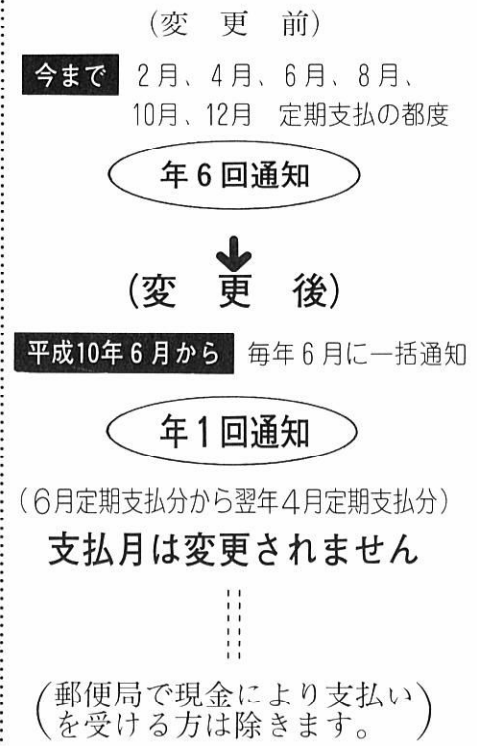 (変更前)
今まで 2月、4月、6月、8月、
10月、12月 定期支払の都度
年6回通知
(変更後)
平成10年6月から 毎年6月に一括通知
年1回通知
(6月定期支払分から翌年4月定期支払分)
支払月は変更されません
(郵便局で現金により支払い
を受ける方は除きます。)